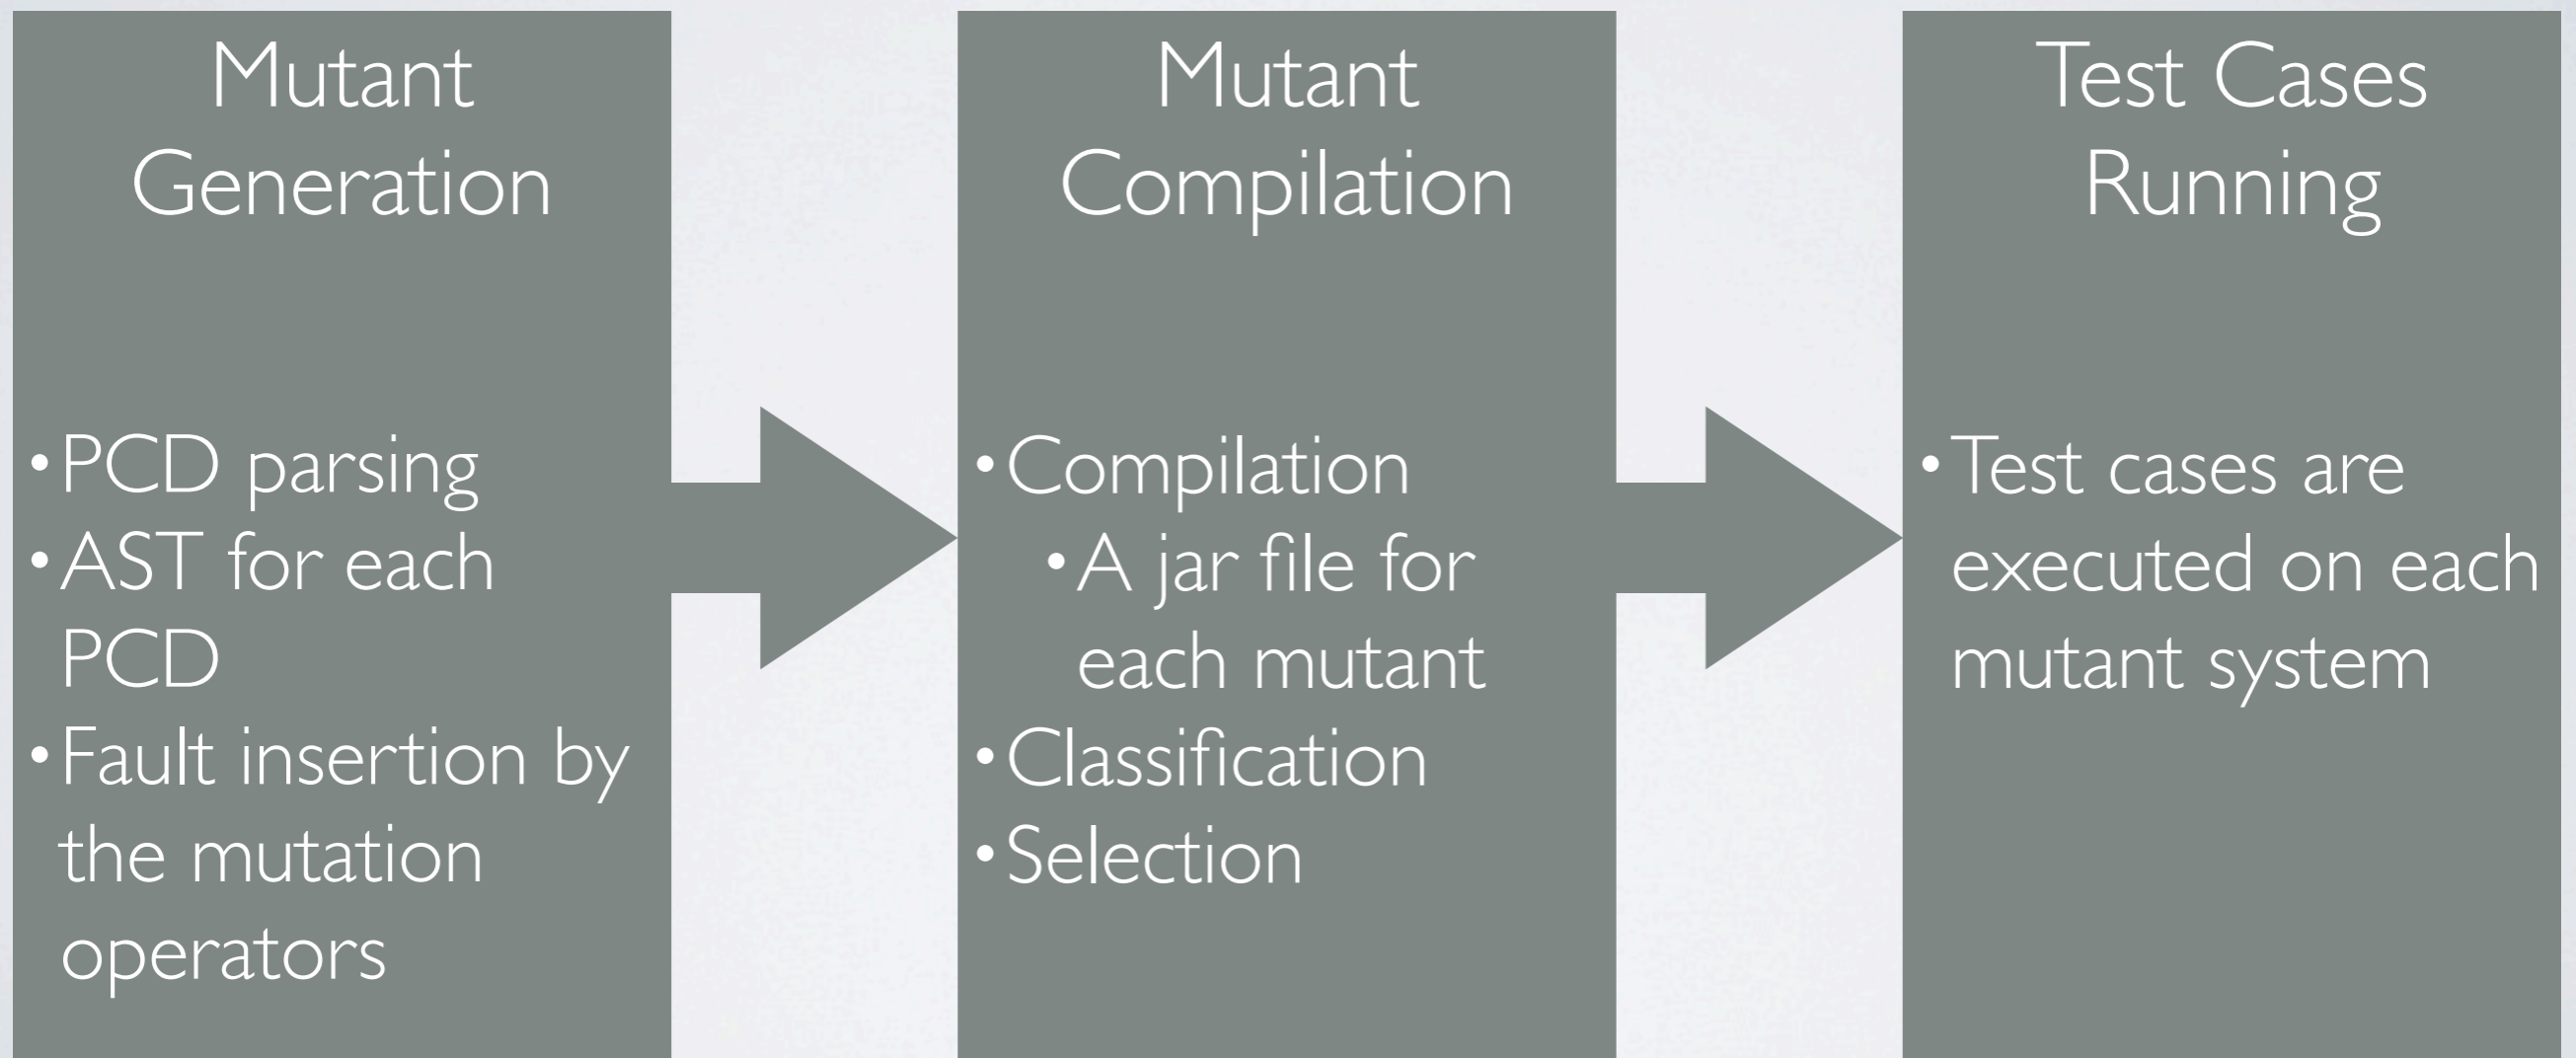 Mutant
Generation
•PCD parsing
•AST for each
PCD
•Fault insertion by
the mutation
operators
Mutant
Compilation
•Compilation
•A jar file for
each mutant
•Classification
•Selection
Test Cases
Running
•Test cases are
executed on each
mutant system